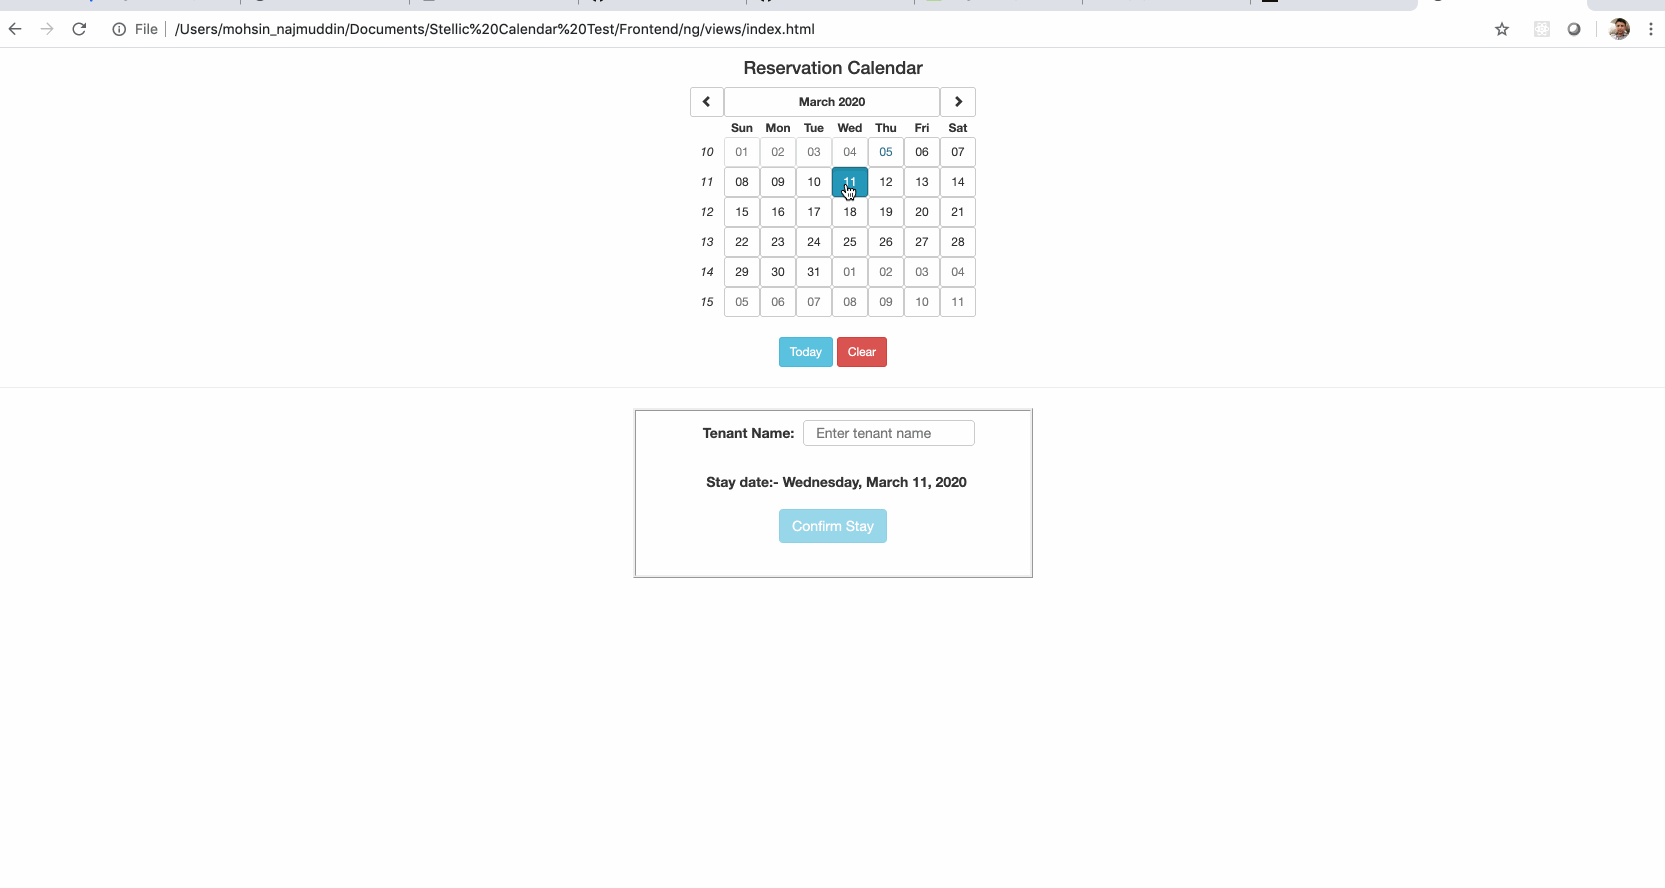 File /Users/mohsin_najmuddin/Documents/Stellic%20Calendar%20Test/Frontend/ng/views/index.html
Reservation Calendar
March 2020
Sun Mon Tue Wed Thu Fri Sat
10 01 02 03 04 05 06 07
11 08 09 10 11 12 13 14
12 15 16 17 18 19 20 21
13 22 23 24 25 26 27 28
14 29 30 31 01 02 03 04
15 05 06 07 08 09 10 11
Today Clear
Tenant Name: Enter tenant name
Stay date:- Wednesday, March 11, 2020
Confirm Stay